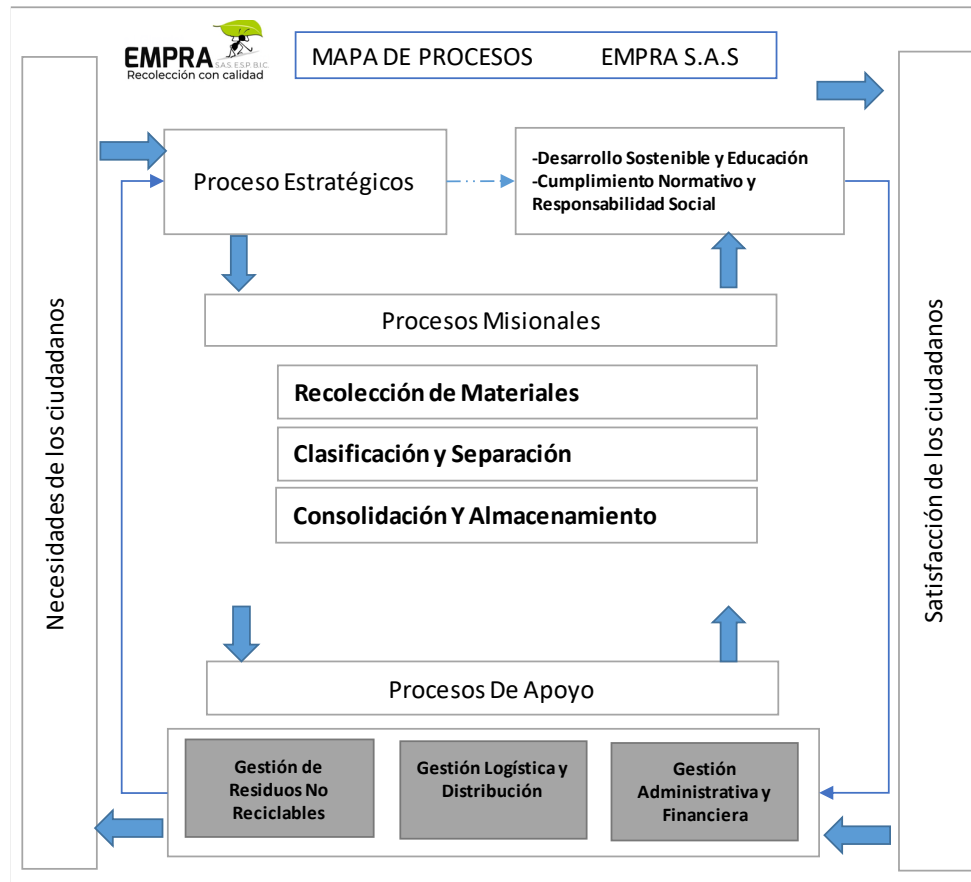 EMPRA
S.A.S. ESP. BIC.
Recolección con calidad
MAPA DE PROCESOS EMPRA S.A.S
Necesidades de los ciudadanos
Proceso Estratégicos
-Desarrollo Sostenible y Educación
-Cumplimiento Normativo y
Responsabilidad Social
Satisfacción de los ciudadanos
Procesos Misionales
Recolección de Materiales
Clasificación y Separación
Consolidación Y Almacenamiento
Procesos De Apoyo
Gestión de
Residuos No
Reciclables
Gestión Logística y
Distribución
Gestión
Administrativa y
Financiera